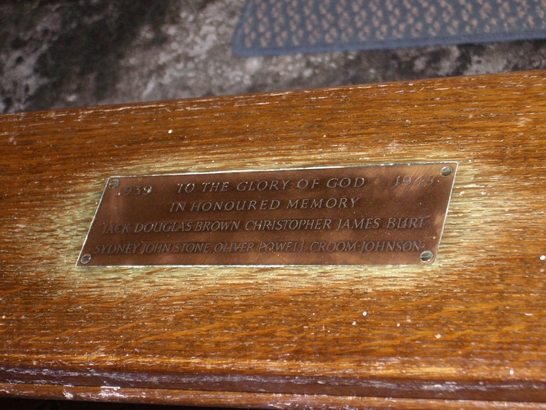 1939 TO THE GLORY OF GOD 1945
IN HONOURED MEMORY
JACK DOUGLAS BROWN CHRISTOPHER JAMES BURT
SYDNEY JOHN STONE OLIVER POWELL CROOM-JOHNSON